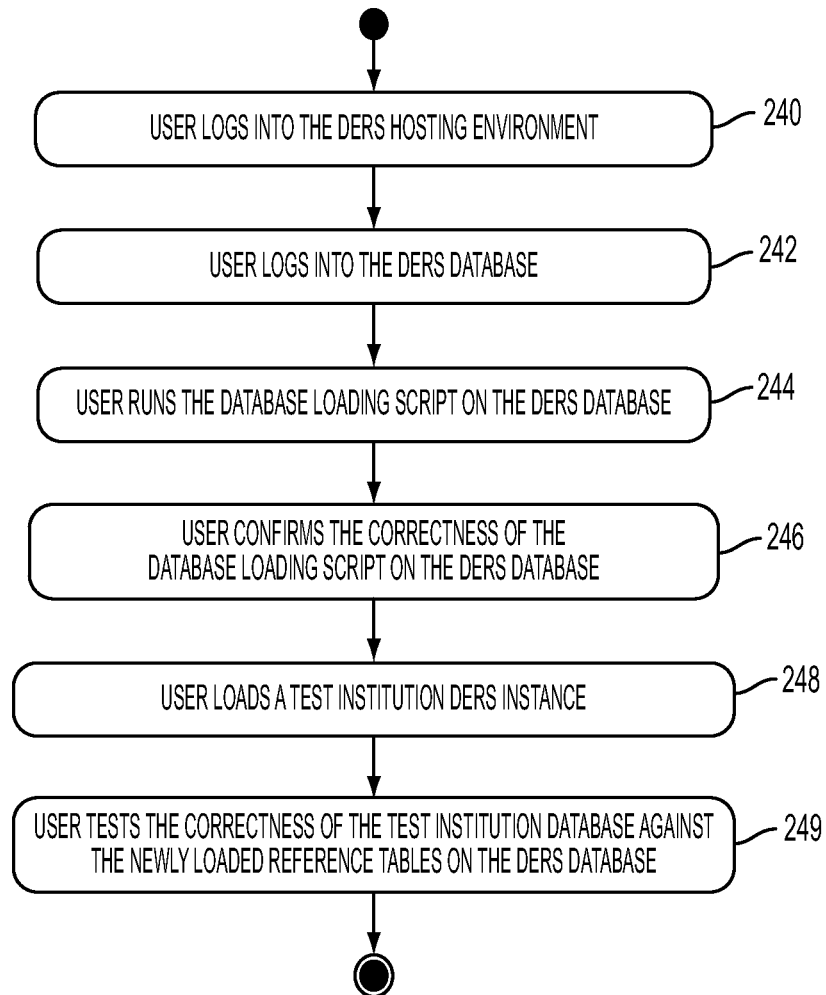 USER LOGS INTO THE DERS HOSTING ENVIRONMENT
240
USER LOGS INTO THE DERS DATABASE
242
USER RUNS THE DATABASE LOADING SCRIPT ON THE DERS DATABASE
244
USER CONFIRMS THE CORRECTNESS OF THE
DATABASE LOADING SCRIPT ON THE DERS DATABASE
246
USER LOADS A TEST INSTITUTION DERS INSTANCE
248
USER TESTS THE CORRECTNESS OF THE TEST INSTITUTION DATABASE AGAINST
THE NEWLY LOADED REFERENCE TABLES ON THE DERS DATABASE
249